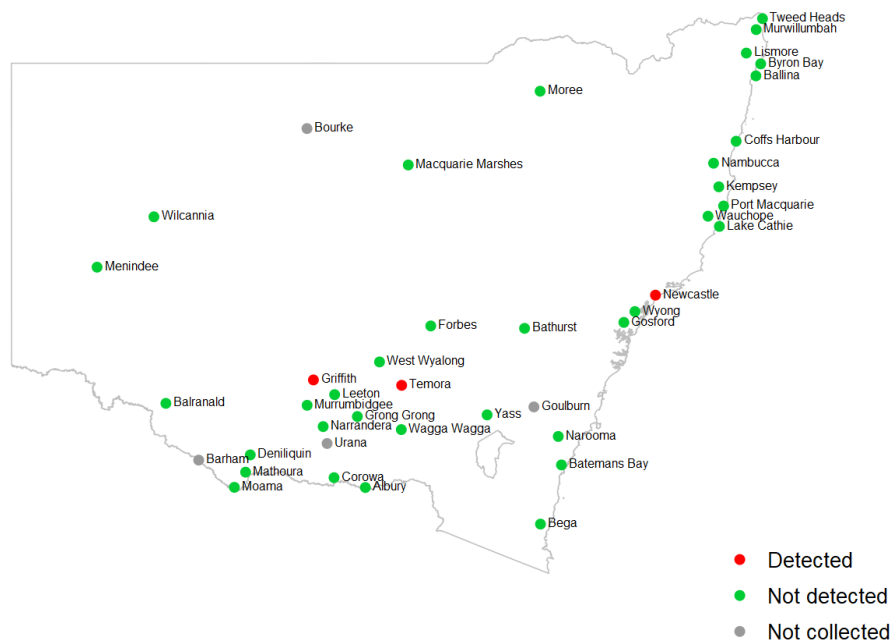 Tweed Heads
Murwillumbah
Lismore
Byron Bay
Ballina
Moree
Bourke
Coffs Harbour
Macquarie Marshes
Nambucca
Kempsey
Port Macquarie
Wilcannia
Wauchope
Lake Cathie
Menindee
Newcastle
Wyong
Forbes
Bathurst
Gosford
West Wyalong
Griffith
Temora
Leeton
Balranald
Murrumbidgee
Goulburn
Grong Grong
Yass
Narrandera
Wagga Wagga
Narooma
Urana
Deniliquin
Barham
Batemans Bay
Mathoura
Corowa
Moama
Albury
Bega
Detected
Not detected
Not collected